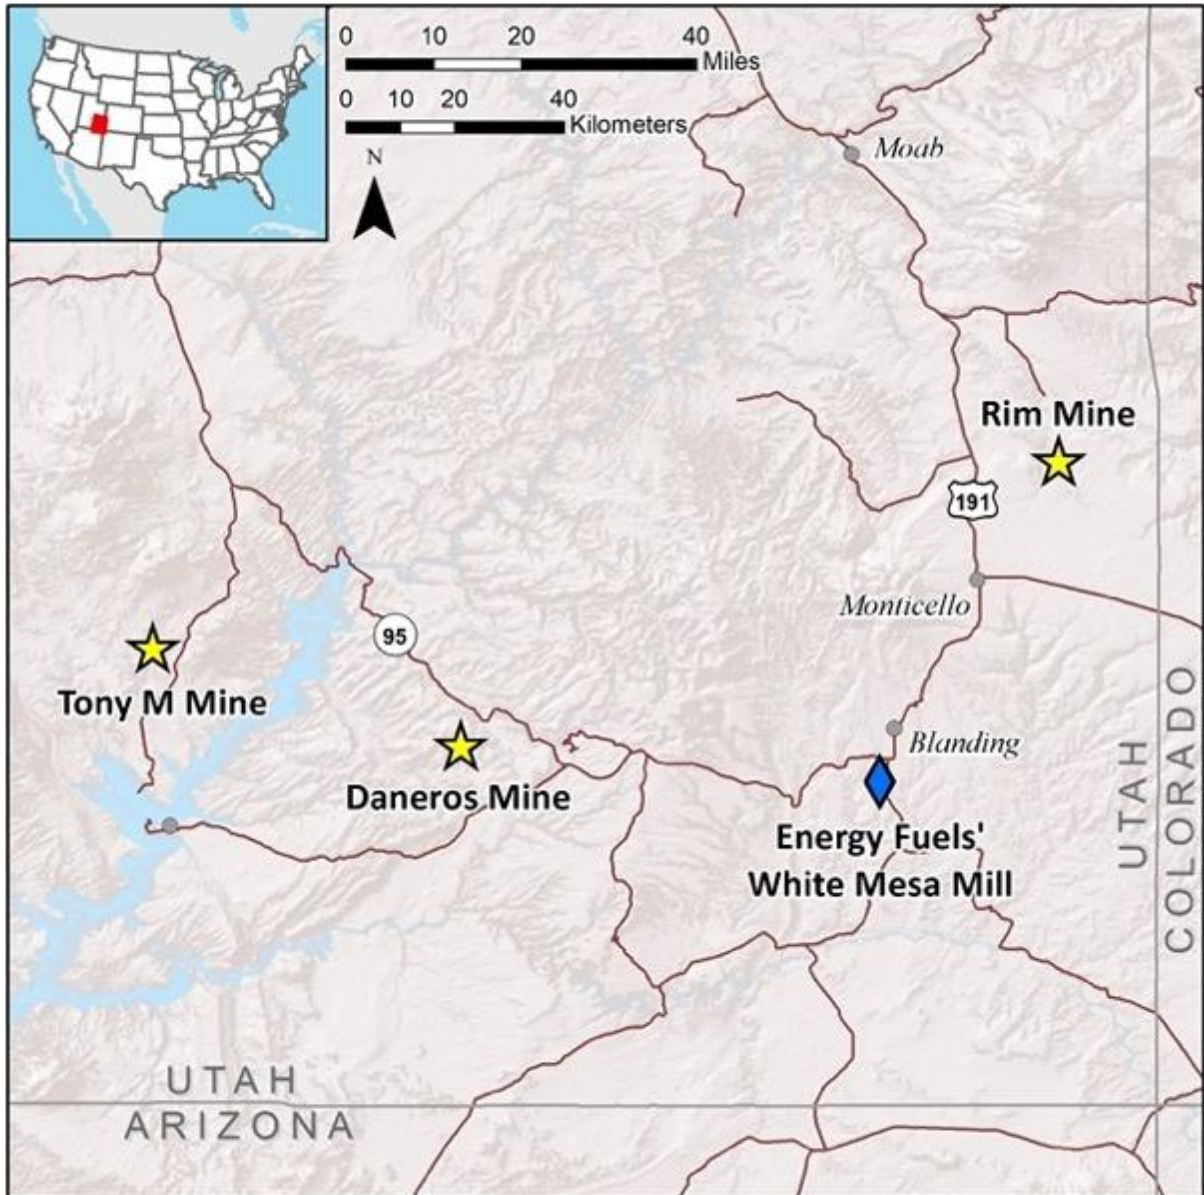 0 10 20 40
Miles
0 10 20 40
Kilometers
N
Moab
Rim Mine
191
Monticello
95
Tony M Mine
Blanding
Daneros Mine
Energy Fuels'
White Mesa Mill
UTAH
COLORADO
UTAH
ARIZONA